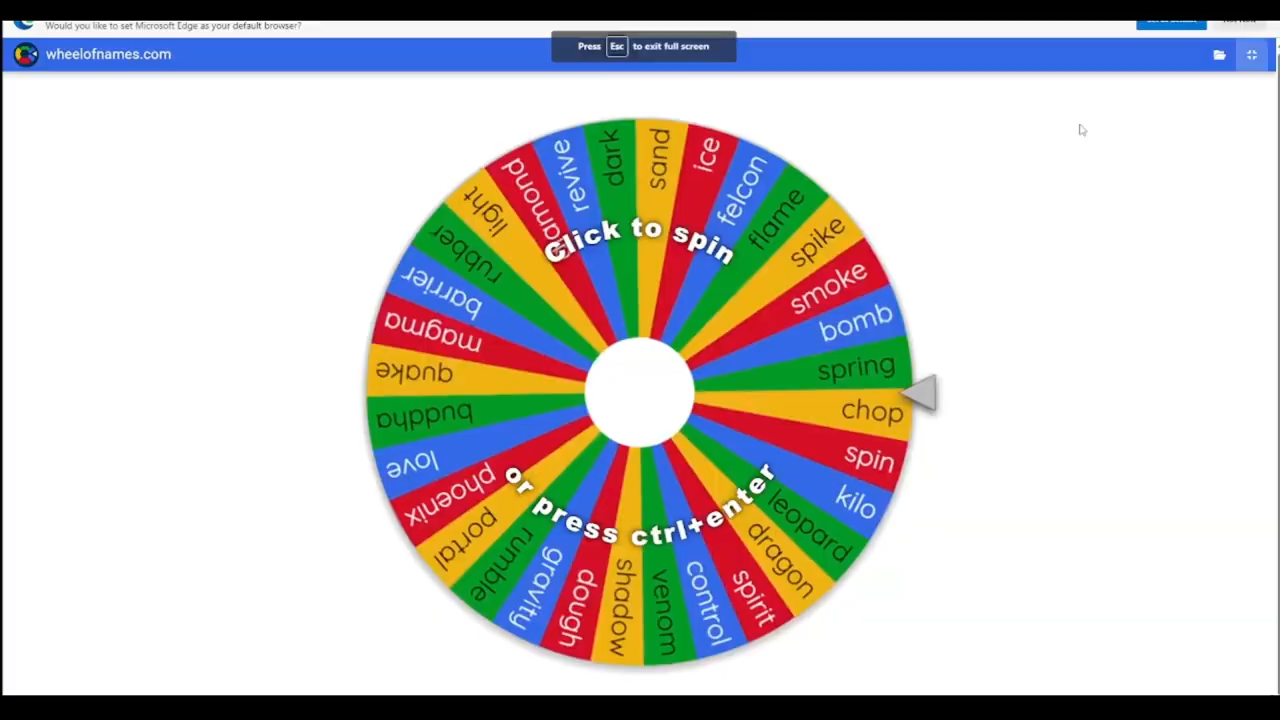 Would you like to set Microsoft Edge as your default browser?
Press Esc to exit full screen
wheelofnames.com
Click to spin
or press ctrl+enter
sand
ice
felcon
flame
spike
smoke
bomb
spring
chop
spin
kilo
leopard
dragon
spirit
control
venom
shadow
dough
gravity
rumble
portal
phoenix
love
buddha
quake
magma
barrier
rubber
light
diamond
revive
dark